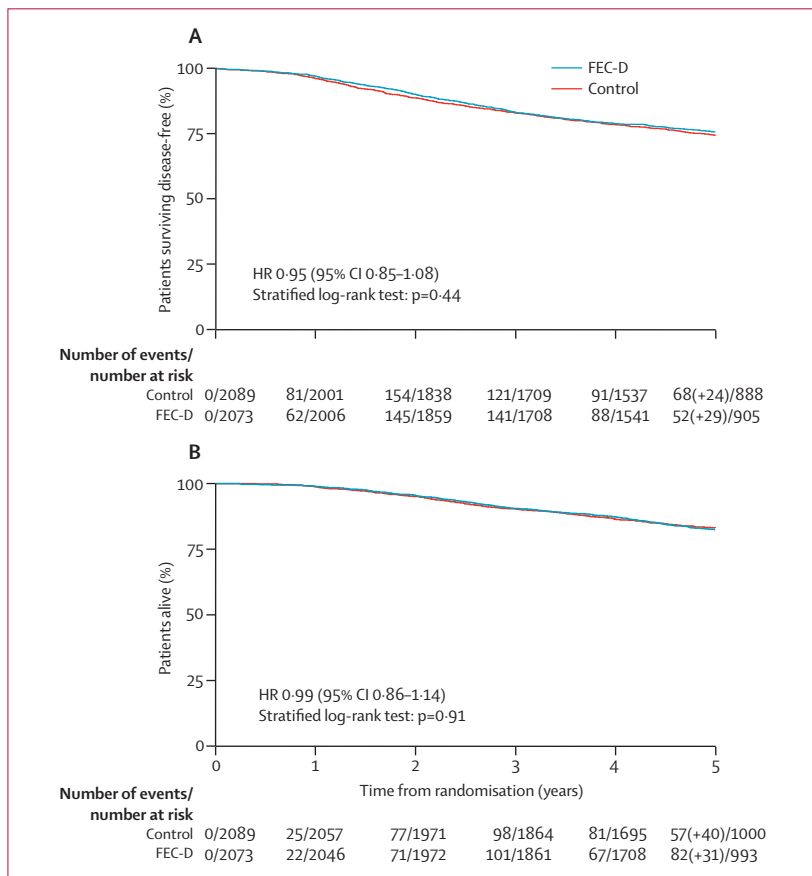 A
FEC-D
Control
100
75
50
25
0
Patients surviving disease-free (%)
HR 0·95 (95% CI 0·85–1·08)
Stratified log-rank test: p=0·44
Number of events/
number at risk
Control 0/2089 81/2001 154/1838 121/1709 91/1537 68(+24)/888
FEC-D 0/2073 62/2006 145/1859 141/1708 88/1541 52(+29)/905
B
100
75
50
25
0
Patients alive (%)
HR 0·99 (95% CI 0·86–1·14)
Stratified log-rank test: p=0·91
0 1 2 3 4 5
Time from randomisation (years)
Number of events/
number at risk
Control 0/2089 25/2057 77/1971 98/1864 81/1695 57(+40)/1000
FEC-D 0/2073 22/2046 71/1972 101/1861 67/1708 82(+31)/993